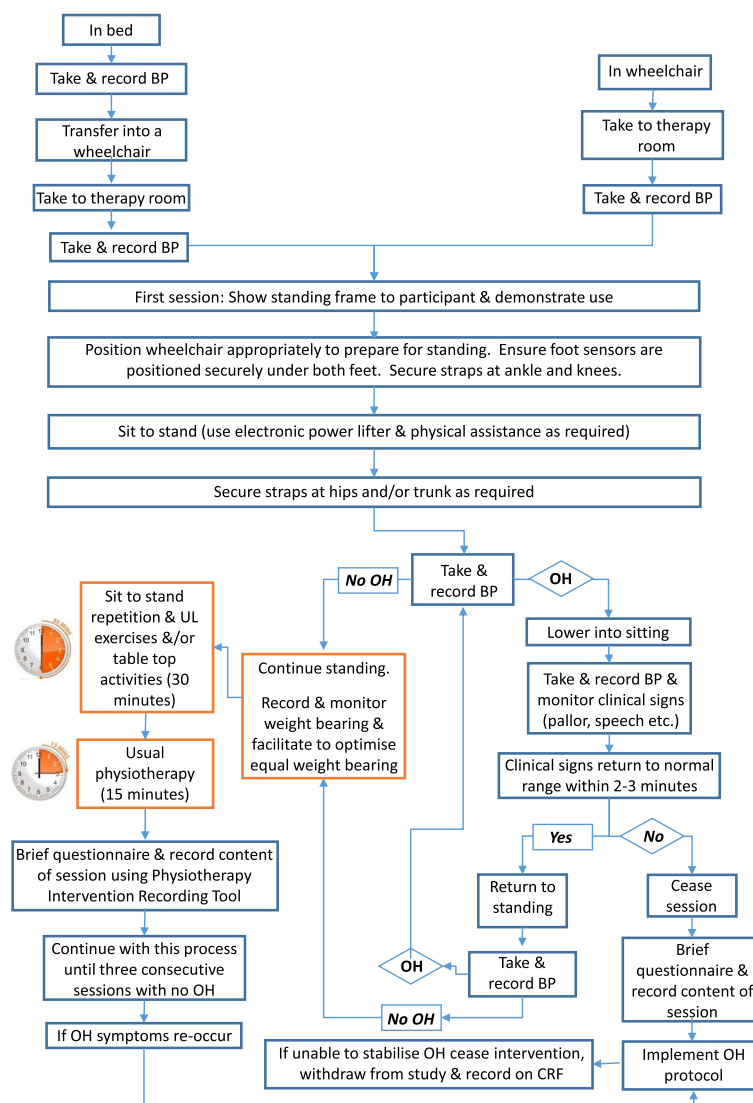 In bed
Take & record BP
Transfer into a
wheelchair
Take to therapy room
Take & record BP
In wheelchair
Take to therapy
room
Take & record BP
First session: Show standing frame to participant & demonstrate use
Position wheelchair appropriately to prepare for standing.  Ensure foot sensors are
positioned securely under both feet.  Secure straps at ankle and knees.
Sit to stand (use electronic power lifter & physical assistance as required)
Secure straps at hips and/or trunk as required
Take &
record BP
No OH
OH
Sit to stand
repetition & UL
exercises &/or
table top
activities (30
minutes)
Continue standing.
Record & monitor
weight bearing &
facilitate to optimise
equal weight bearing
Lower into sitting
Take & record BP &
monitor clinical signs
(pallor, speech etc.)
Clinical signs return to normal
range within 2-3 minutes
Usual
physiotherapy
(15 minutes)
Yes
No
Brief questionnaire & record content
of session using Physiotherapy
Intervention Recording Tool
Return to
standing
Cease
session
Continue with this process
until three consecutive
sessions with no OH
OH
Take &
record BP
Brief
questionnaire &
record content of
session
No OH
If OH symptoms re-occur
If unable to stabilise OH cease intervention,
withdraw from study & record on CRF
Implement OH
protocol